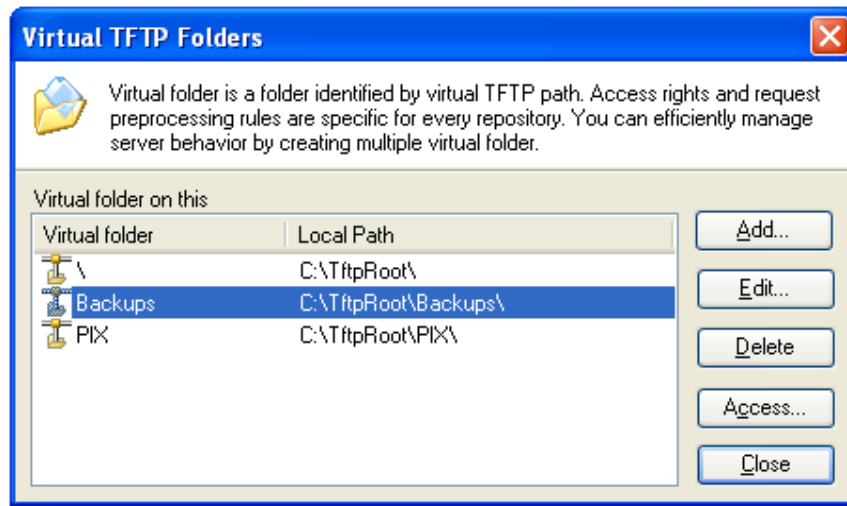 Virtual TFTP Folders
Virtual folder is a folder identified by virtual TFTP path. Access rights and request
preprocessing rules are specific for every repository. You can efficiently manage
server behavior by creating multiple virtual folder.
Virtual folder on this
Virtual folder Local Path
\ C:\TftpRoot\
Backups C:\TftpRoot\Backups\
PIX C:\TftpRoot\PIX\
Add...
Edit...
Delete
Access...
Close